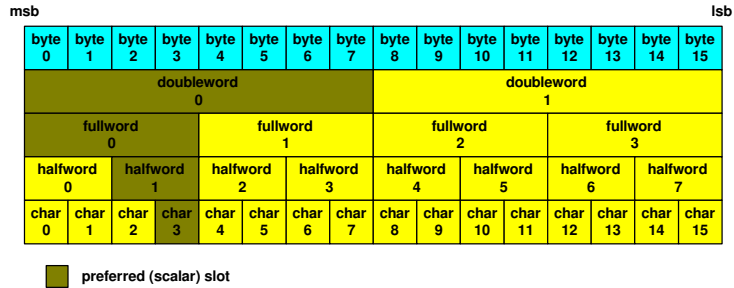 msb lsb
byte byte byte byte byte byte byte byte byte byte byte byte byte byte byte byte
0 1 2 3 4 5 6 7 8 9 10 11 12 13 14 15
doubleword doubleword
0 1
fullword fullword fullword fullword
0 1 2 3
halfword halfword halfword halfword halfword halfword halfword halfword
0 1 2 3 4 5 6 7
char char char char char char char char char char char char char char char char
0 1 2 3 4 5 6 7 8 9 10 11 12 13 14 15
preferred (scalar) slot